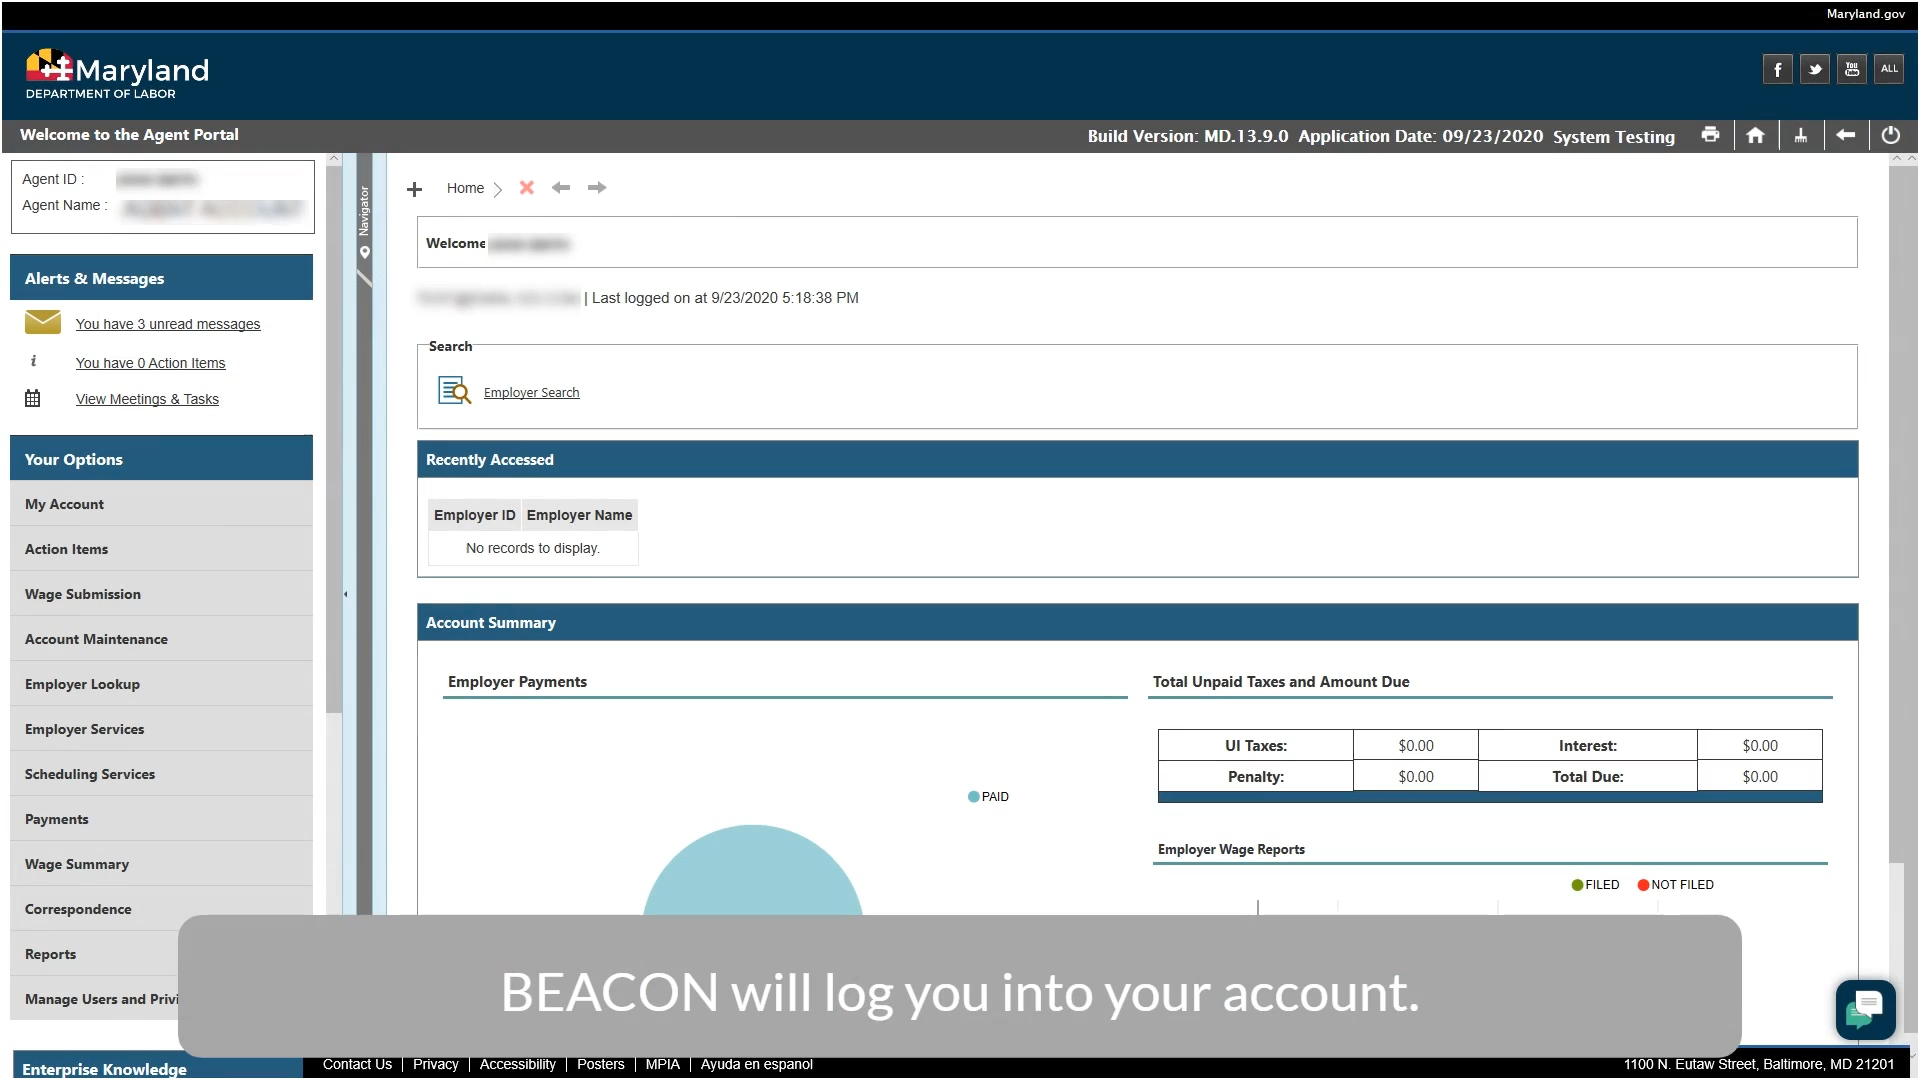 Maryland.gov
Maryland
DEPARTMENT OF LABOR
f
You Tube
ALL
Welcome to the Agent Portal
Build Version: MD.13.9.0 Application Date: 09/23/2020 System Testing
Agent ID :
Agent Name :
Navigator
Home
Welcome
| Last logged on at 9/23/2020 5:18:38 PM
Alerts & Messages
You have 3 unread messages
i
You have 0 Action Items
View Meetings & Tasks
Search
Employer Search
Your Options
My Account
Action Items
Wage Submission
Account Maintenance
Employer Lookup
Employer Services
Scheduling Services
Payments
Wage Summary
Correspondence
Reports
Manage Users and Privi
Recently Accessed
Employer ID Employer Name
No records to display.
Account Summary
Employer Payments
PAID
Total Unpaid Taxes and Amount Due
UI Taxes: $0.00 Interest: $0.00
Penalty: $0.00 Total Due: $0.00
Employer Wage Reports
FILED NOT FILED
BEACON will log you into your account.
Enterprise Knowledge
Contact Us | Privacy | Accessibility | Posters | MPIA | Ayuda en espanol
1100 N. Eutaw Street, Baltimore, MD 21201